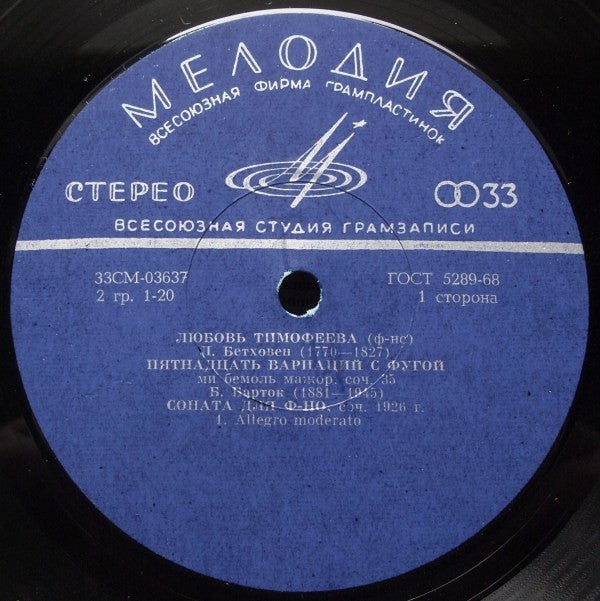 МЕЛОДИЯ
ВСЕСОЮЗНАЯ ФИРМА ГРАМПЛАСТИНОК
СТЕРЕО
33
ВСЕСОЮЗНАЯ СТУДИЯ ГРАМЗАПИСИ
33СМ-03637 ГОСТ 5289-68
2 гр. 1-20 1 сторона
ЛЮБОВЬ ТИМОФЕЕВА (ф-но)
Л. Бетховен (1770—1827)
ПЯТНАДЦАТЬ ВАРИАЦИЙ С ФУГОЙ
ми бемоль мажор, соч. 35
Б. Барток (1881—1945)
СОНАТА ДЛЯ Ф-НО, соч. 1926 г.
1. Allegro moderato